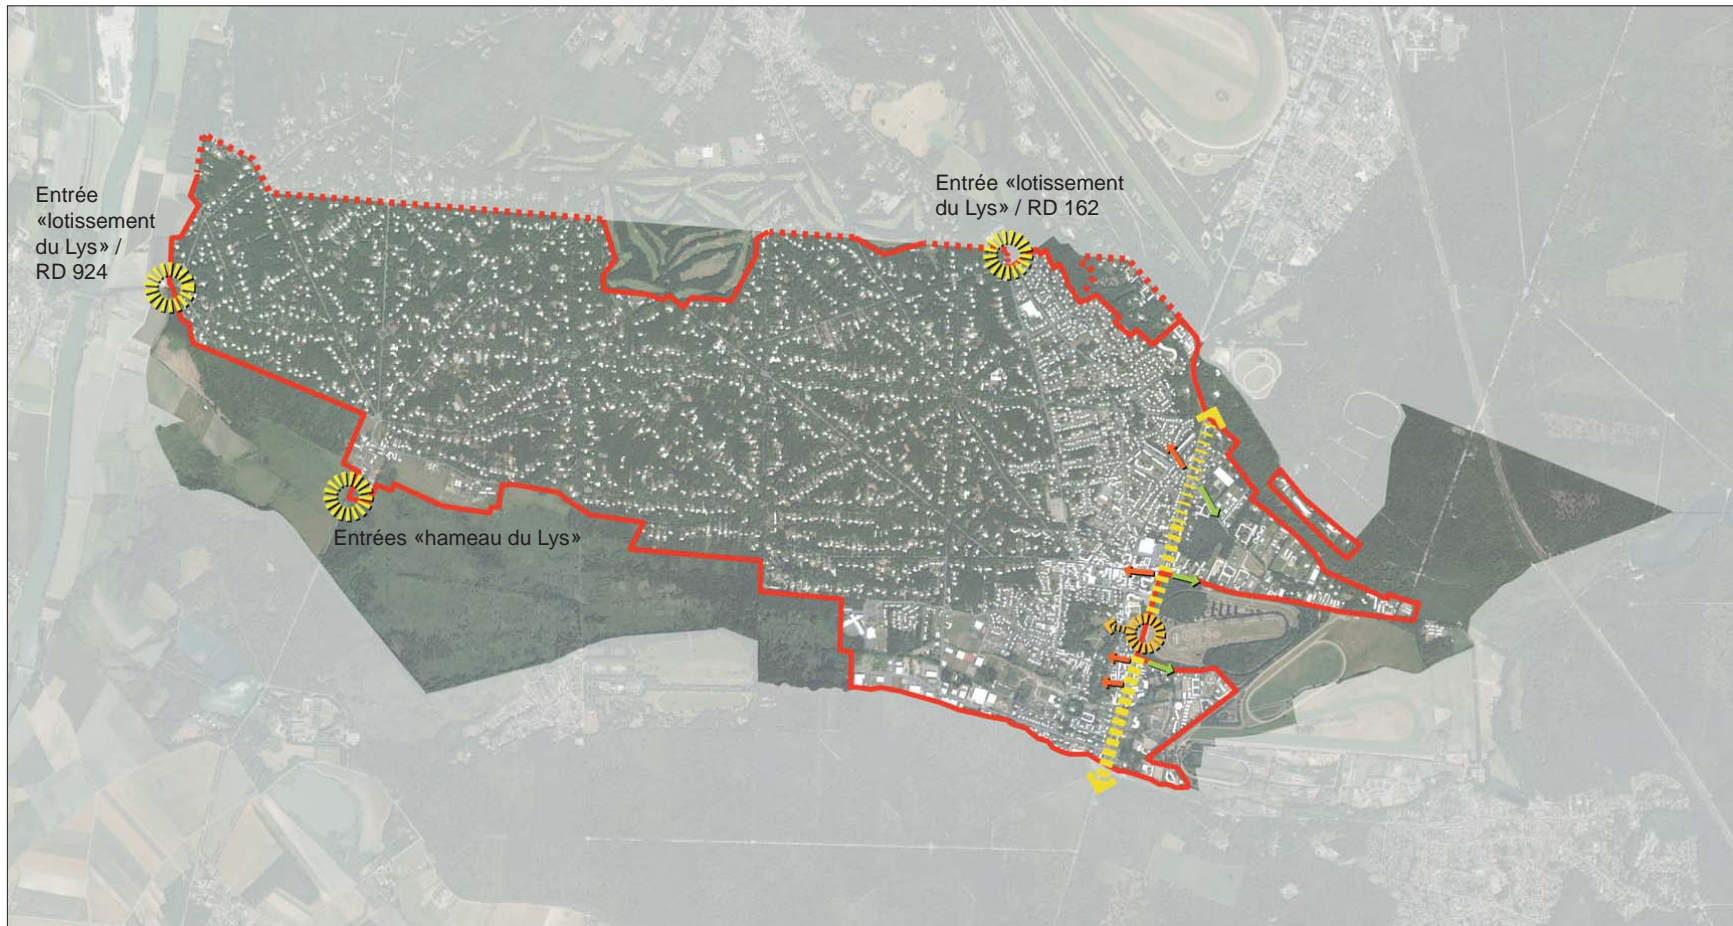 Entrée
«lotissement
du Lys» /
RD 924
Entrée «lotissement
du Lys» / RD 162
Entrées «hameau du Lys»